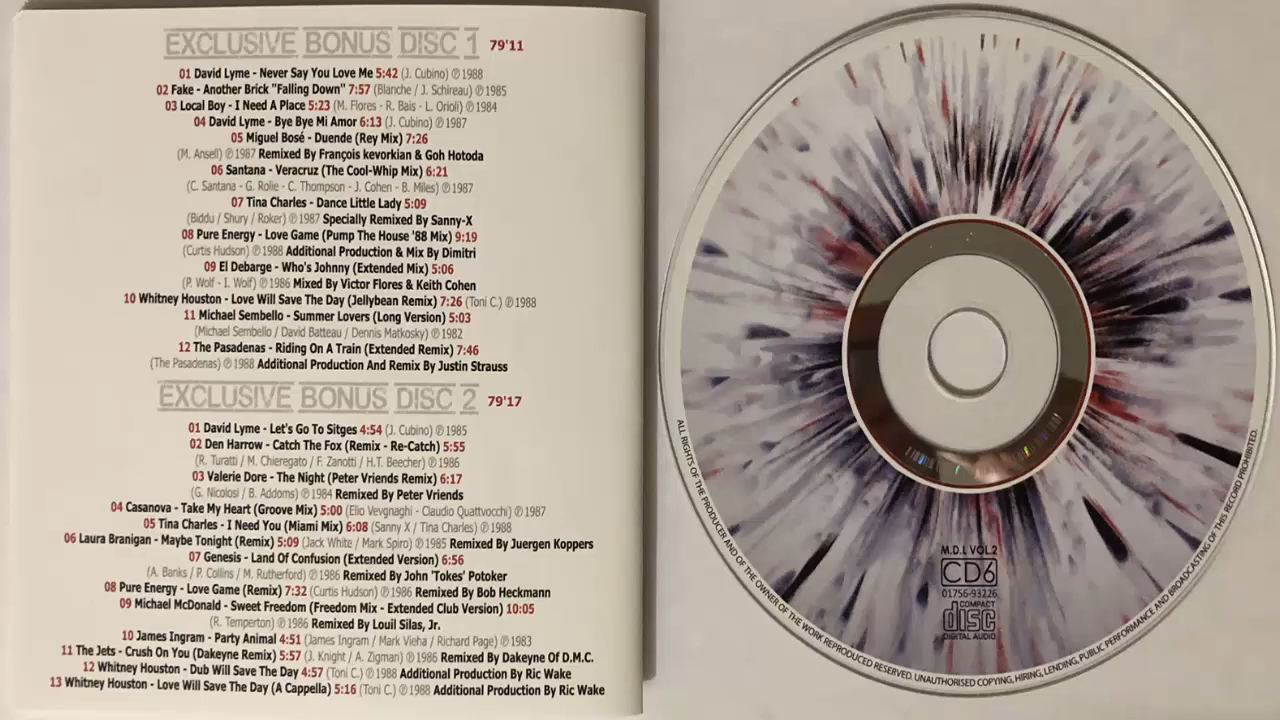 EXCLUSIVE BONUS DISC 1 79'11
01 David Lyme - Never Say You Love Me 5:42 (J. Cubino) ℗1988
02 Fake - Another Brick "Falling Down" 7:57 (Blanche / J. Schireau) ℗1985
03 Local Boy - I Need A Place 5:23 (M. Flores - R. Bais - L. Orioli) ℗1984
04 David Lyme - Bye Bye Mi Amor 6:13 (J. Cubino) ℗1987
05 Miguel Bosé - Duende (Rey Mix) 7:26
(M. Ansell) ℗1987 Remixed By François kevorkian & Goh Hotoda
06 Santana - Veracruz (The Cool-Whip Mix) 6:21
(C. Santana - G. Rolie - C. Thompson - J. Cohen - B. Miles) ℗1987
07 Tina Charles - Dance Little Lady 5:09
(Biddu / Shury / Roker) ℗1987 Specially Remixed By Sanny-X
08 Pure Energy - Love Game (Pump The House '88 Mix) 9:19
(Curtis Hudson) ℗1988 Additional Production & Mix By Dimitri
09 El Debarge - Who's Johnny (Extended Mix) 5:06
(P. Wolf - I. Wolf) ℗1986 Mixed By Victor Flores & Keith Cohen
10 Whitney Houston - Love Will Save The Day (Jellybean Remix) 7:26 (Toni C.) ℗1988
11 Michael Sembello - Summer Lovers (Long Version) 5:03
(Michael Sembello / David Batteau / Dennis Matkosky) ℗1982
12 The Pasadenas - Riding On A Train (Extended Remix) 7:46
(The Pasadenas) ℗1988 Additional Production And Remix By Justin Strauss
EXCLUSIVE BONUS DISC 2 79'17
01 David Lyme - Let's Go To Sitges 4:54 (J. Cubino) ℗1985
02 Den Harrow - Catch The Fox (Remix - Re-Catch) 5:55
(R. Turatti / M. Chieregato / F. Zanotti / H.T. Beecher) ℗1986
03 Valerie Dore - The Night (Peter Vriends Remix) 6:17
(G. Nicolosi / B. Addoms) ℗1984 Remixed By Peter Vriends
04 Casanova - Take My Heart (Groove Mix) 5:00 (Elio Vevgnaghi - Claudio Quattvocchi) ℗1987
05 Tina Charles - I Need You (Miami Mix) 6:08 (Sanny X / Tina Charles) ℗1988
06 Laura Branigan - Maybe Tonight (Remix) 5:09 (Jack White / Mark Spiro) ℗1985 Remixed By Juergen Koppers
07 Genesis - Land Of Confusion (Extended Version) 6:56
(A. Banks / P. Collins / M. Rutherford) ℗1986 Remixed By John 'Tokes' Potoker
08 Pure Energy - Love Game (Remix) 7:32 (Curtis Hudson) ℗1986 Remixed By Bob Heckmann
09 Michael McDonald - Sweet Freedom (Freedom Mix - Extended Club Version) 10:05
(R. Temperton) ℗1986 Remixed By Louil Silas, Jr.
10 James Ingram - Party Animal 4:51 (James Ingram / Mark Vieha / Richard Page) ℗1983
11 The Jets - Crush On You (Dakeyne Remix) 5:57 (J. Knight / A. Zigman) ℗1986 Remixed By Dakeyne Of D.M.C.
12 Whitney Houston - Dub Will Save The Day 4:57 (Toni C.) ℗1988 Additional Production By Ric Wake
13 Whitney Houston - Love Will Save The Day (A Cappella) 5:16 (Toni C.) ℗1988 Additional Production By Ric Wake
M.D.I. VOL.2
CD6
01756-93226
COMPACT
disc
DIGITAL AUDIO
ALL RIGHTS OF THE PRODUCER AND OF THE OWNER OF THE WORK REPRODUCED RESERVED. UNAUTHORISED COPYING, HIRING, LENDING, PUBLIC PERFORMANCE AND BROADCASTING OF THIS RECORD PROHIBITED.